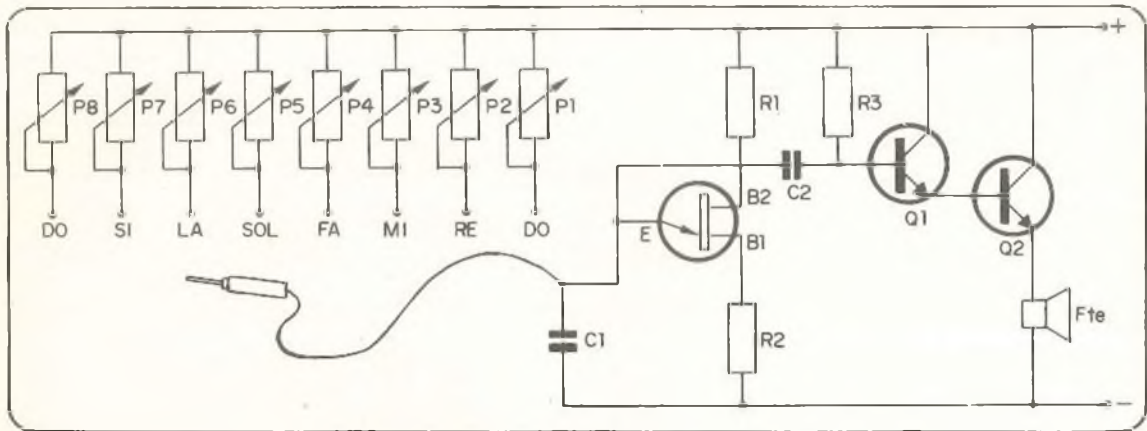 +
P8 P7 P6 P5 P4 P3 P2 P1
R1 R3
C2
Q1
B2
E
B1
Q2
DO SI LA SOL FA MI RE DO
C1
R2
Fte
-